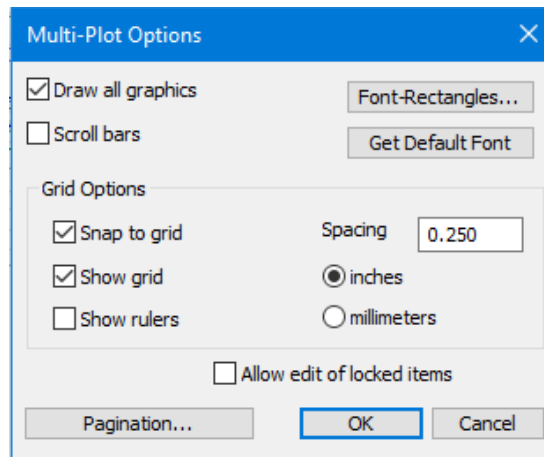 Multi-Plot Options
Draw all graphics
Font-Rectangles...
Scroll bars
Get Default Font
Grid Options
Snap to grid
Spacing
0.250
Show grid
inches
Show rulers
millimeters
Allow edit of locked items
Pagination...
OK
Cancel